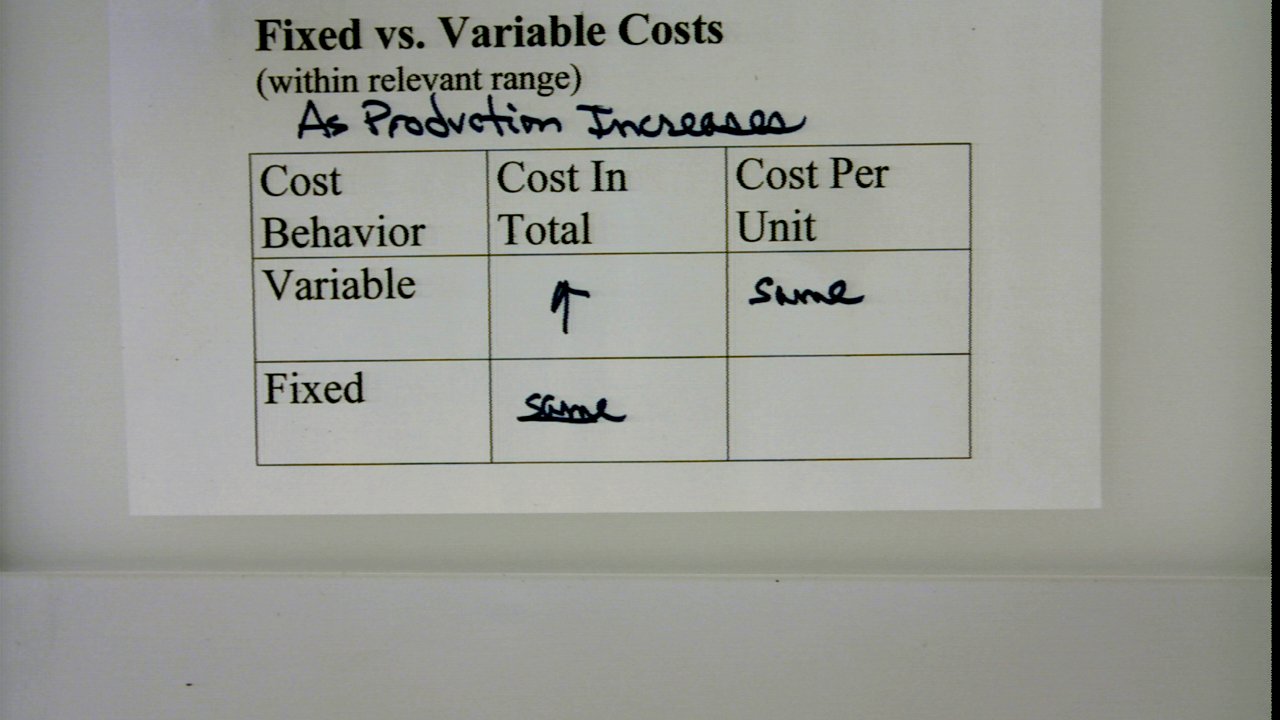 Fixed vs. Variable Costs
(within relevant range)
As Production Increases
Cost Behavior
Cost In Total
Cost Per Unit
Variable
↑
same
Fixed
same